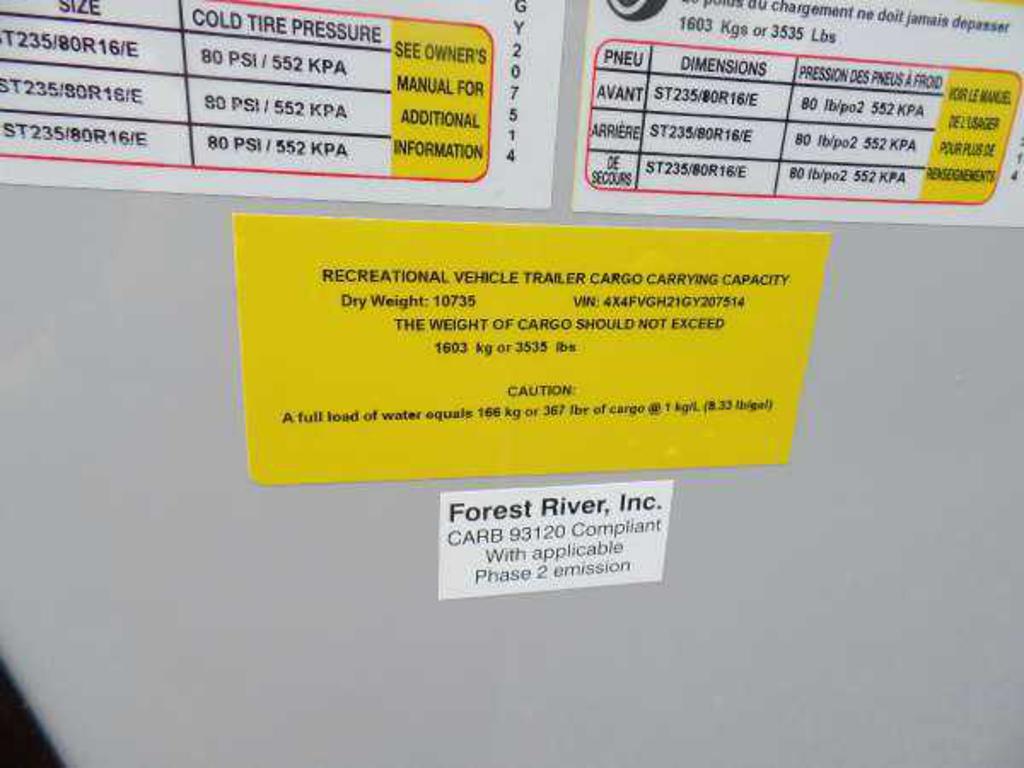 SIZE COLD TIRE PRESSURE
ST235/80R16/E 80 PSI / 552 KPA
ST235/80R16/E 80 PSI / 552 KPA
ST235/80R16/E 80 PSI / 552 KPA
SEE OWNER'S
MANUAL FOR
ADDITIONAL
INFORMATION
GY207514
Le poids du chargement ne doit jamais depasser
1603 Kgs or 3535 Lbs
PNEU DIMENSIONS PRESSION DES PNEUS À FROID
AVANT ST235/80R16/E 80 lb/po2 552 KPA
ARRIÈRE ST235/80R16/E 80 lb/po2 552 KPA
DE SECOURS ST235/80R16/E 80 lb/po2 552 KPA
VOIR LE MANUEL
DE L'USAGER
POUR PLUS DE
RENSEIGNEMENTS
RECREATIONAL VEHICLE TRAILER CARGO CARRYING CAPACITY
Dry Weight: 10735 VIN: 4X4FVGH21GY207514
THE WEIGHT OF CARGO SHOULD NOT EXCEED
1603 kg or 3535 lbs
CAUTION:
A full load of water equals 166 kg or 367 lbr of cargo @ 1 kg/L (8.33 lb/gal)
Forest River, Inc.
CARB 93120 Compliant
With applicable
Phase 2 emission